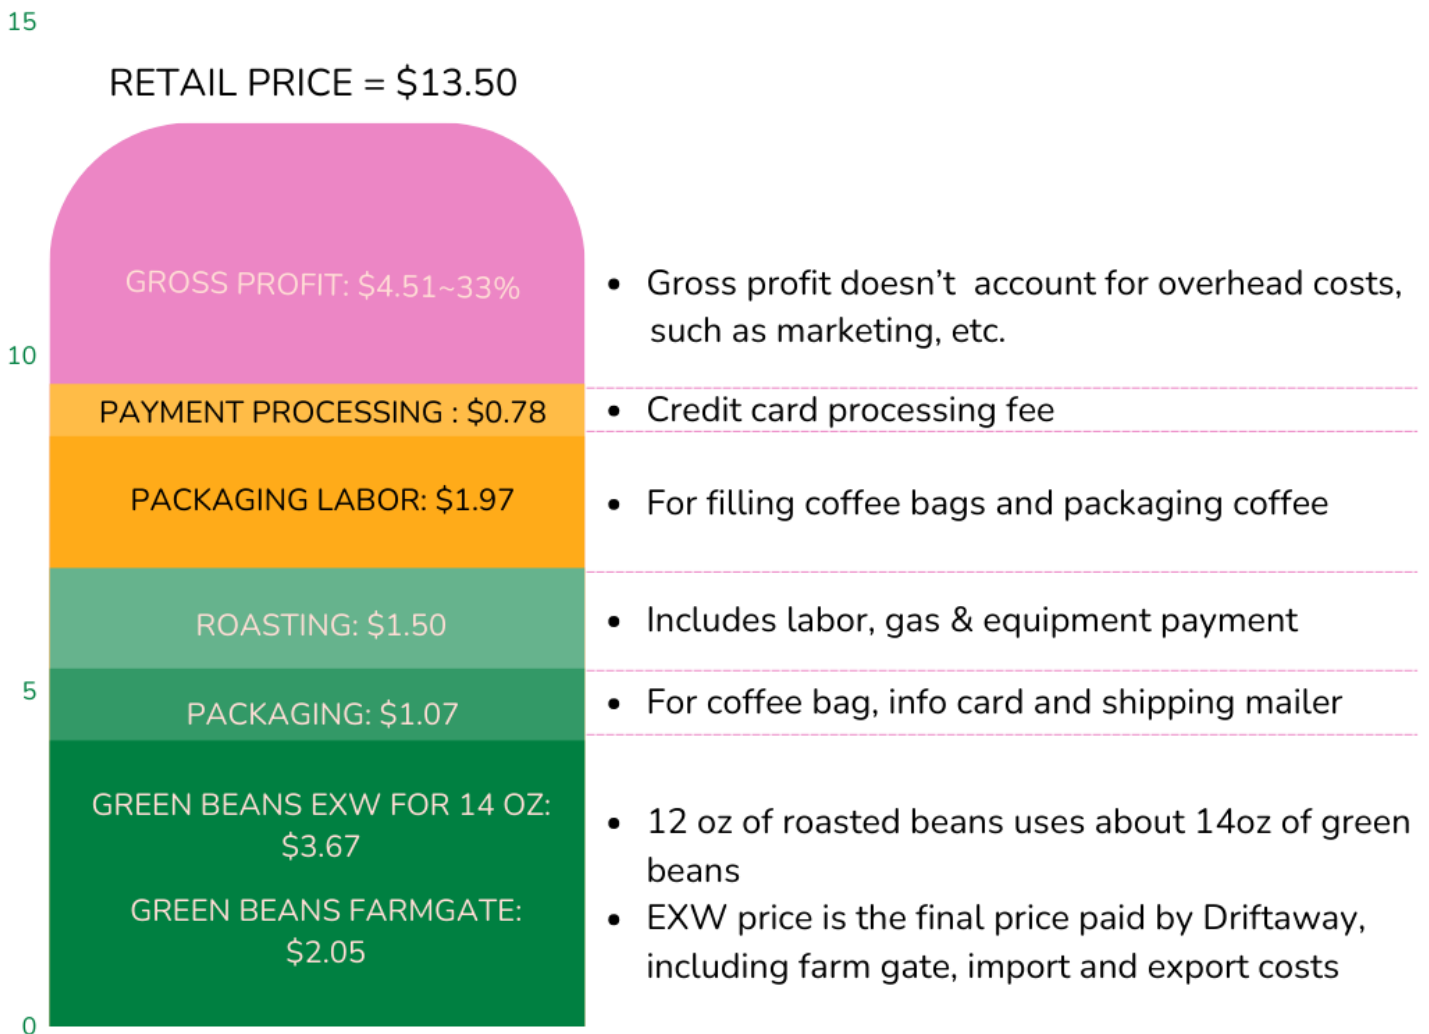 15
RETAIL PRICE = $13.50
GROSS PROFIT: $4.51~33%
• Gross profit doesn’t  account for overhead costs,
such as marketing, etc.
10
PAYMENT PROCESSING : $0.78
• Credit card processing fee
PACKAGING LABOR: $1.97
• For filling coffee bags and packaging coffee
ROASTING: $1.50
• Includes labor, gas & equipment payment
5
PACKAGING: $1.07
• For coffee bag, info card and shipping mailer
GREEN BEANS EXW FOR 14 OZ:
$3.67
GREEN BEANS FARMGATE:
$2.05
• 12 oz of roasted beans uses about 14oz of green
beans
• EXW price is the final price paid by Driftaway,
including farm gate, import and export costs
0